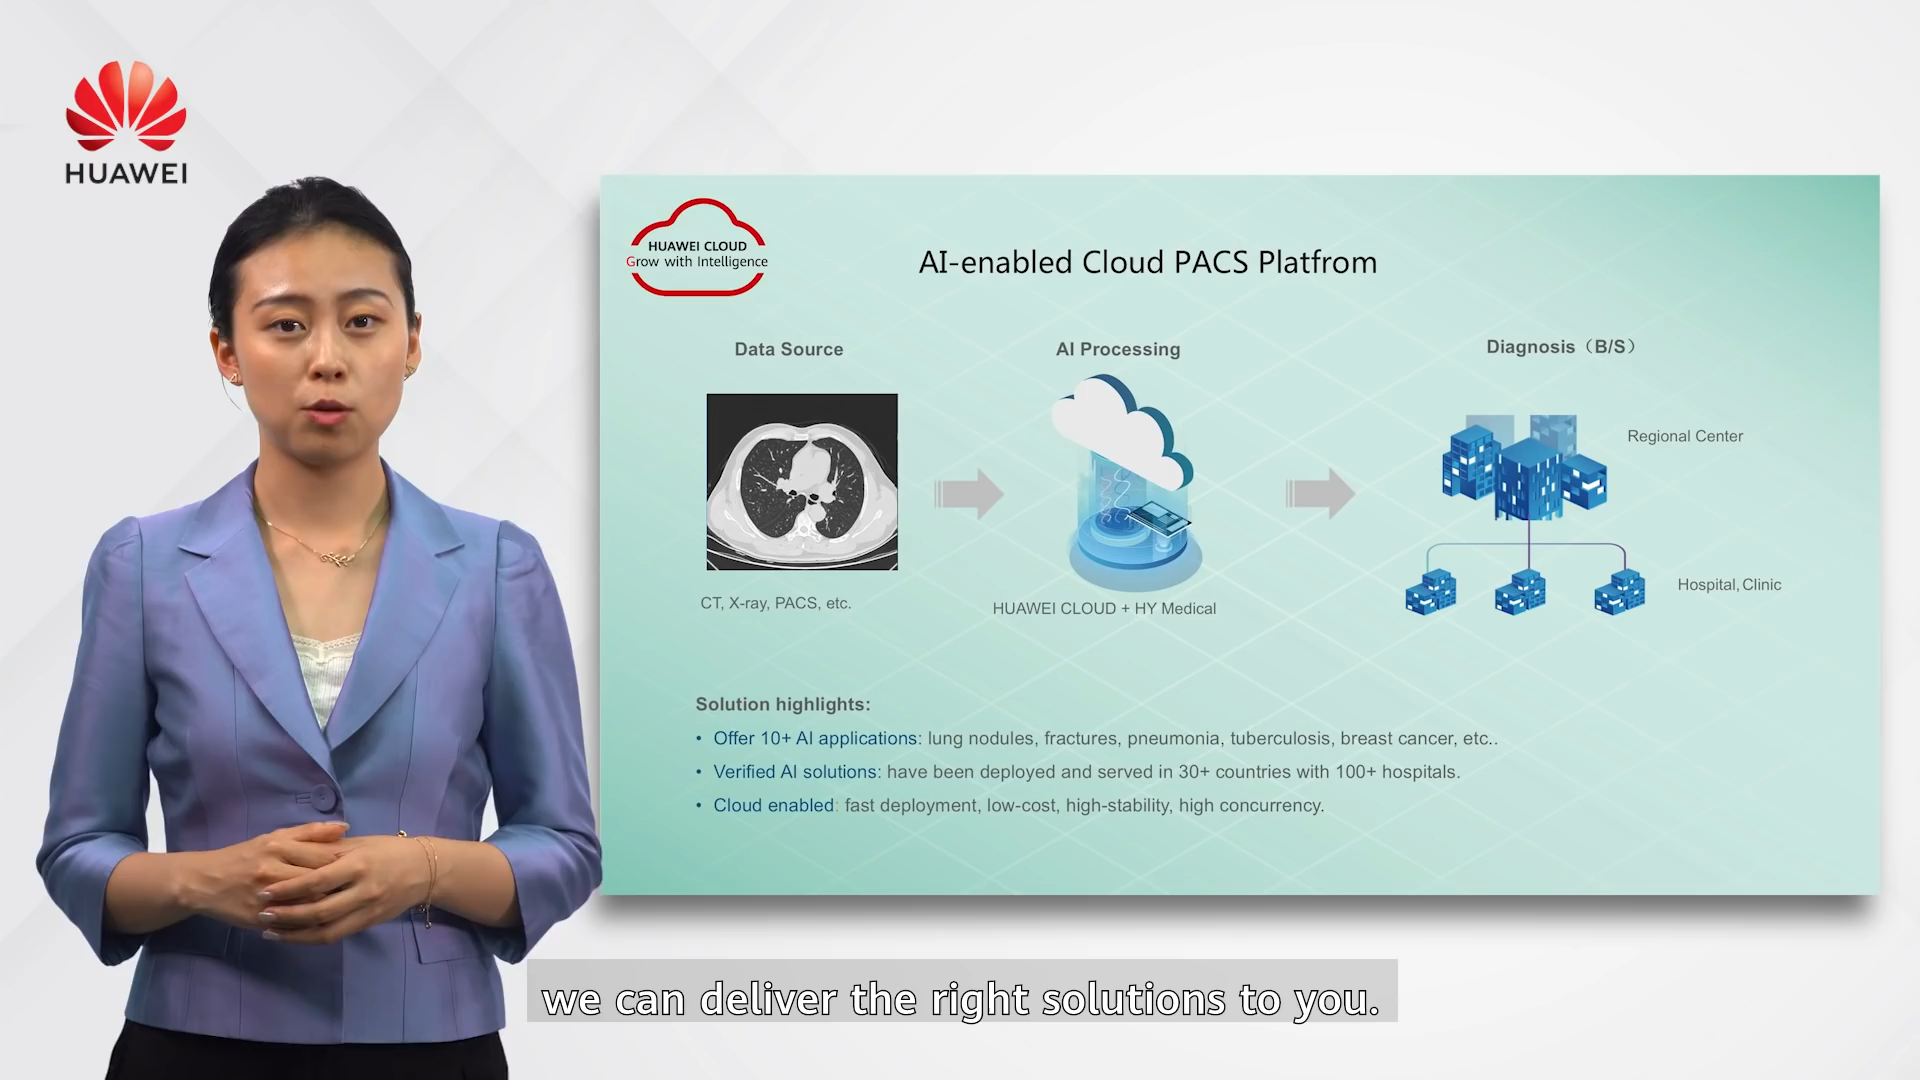 HUAWEI
HUAWEI CLOUD
Grow with Intelligence
AI-enabled Cloud PACS Platfrom
Data Source
AI Processing
Diagnosis（B/S）
Regional Center
Hospital, Clinic
CT, X-ray, PACS, etc.
HUAWEI CLOUD + HY Medical
Solution highlights:
• Offer 10+ AI applications: lung nodules, fractures, pneumonia, tuberculosis, breast cancer, etc..
• Verified AI solutions: have been deployed and served in 30+ countries with 100+ hospitals.
• Cloud enabled: fast deployment, low-cost, high-stability, high concurrency.
we can deliver the right solutions to you.